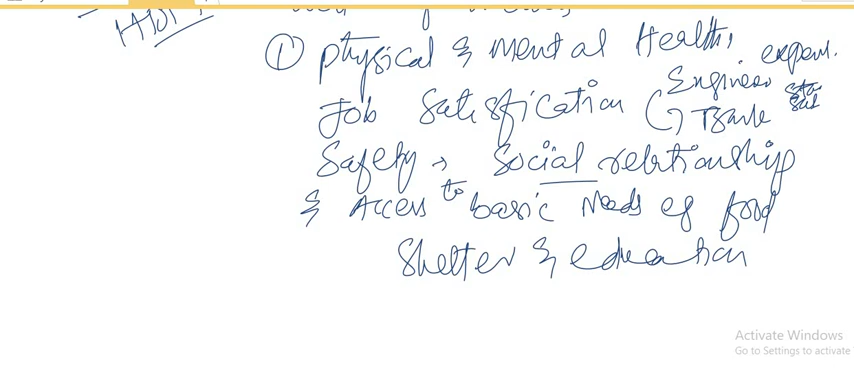 ① physical & mental Health, expen.
Engineer
Job Satisfication Bank
Safety → Social relationship
& Access to basic Needs of food
Shelter & education
Activate Windows
Go to Settings to activate